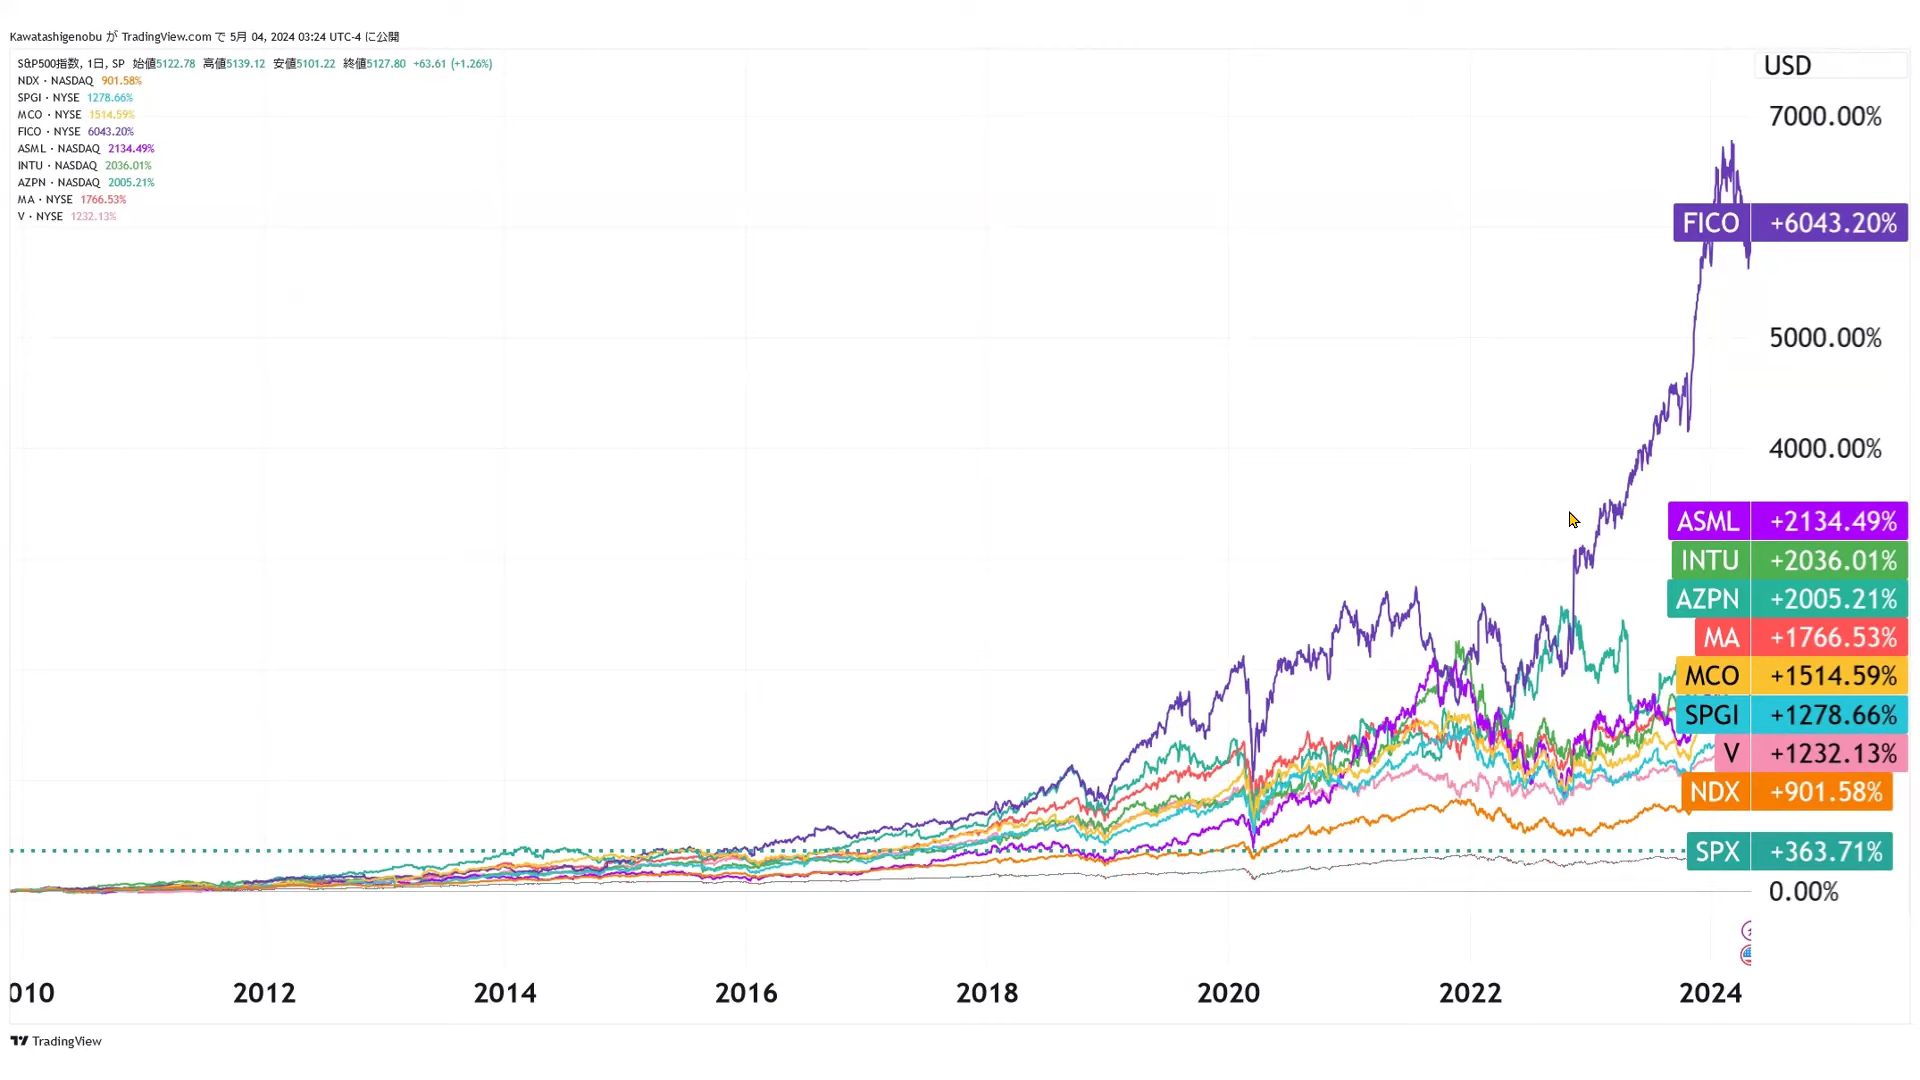 Kawatashigenobu が TradingView.com で 5月 04, 2024 03:24 UTC-4 に公開
S&P500指数, 1日, SP 始値5122.78 高値5139.12 安値5101.22 終値5127.80 +63.61 (+1.26%)
NDX · NASDAQ 901.58%
SPGI · NYSE 1278.66%
MCO · NYSE 1514.59%
FICO · NYSE 6043.20%
ASML · NASDAQ 2134.49%
INTU · NASDAQ 2036.01%
AZPN · NASDAQ 2005.21%
MA · NYSE 1766.53%
V · NYSE 1232.13%
USD
7000.00%
FICO +6043.20%
5000.00%
4000.00%
ASML +2134.49%
INTU +2036.01%
AZPN +2005.21%
MA +1766.53%
MCO +1514.59%
SPGI +1278.66%
V +1232.13%
NDX +901.58%
SPX +363.71%
0.00%
010 2012 2014 2016 2018 2020 2022 2024
TradingView